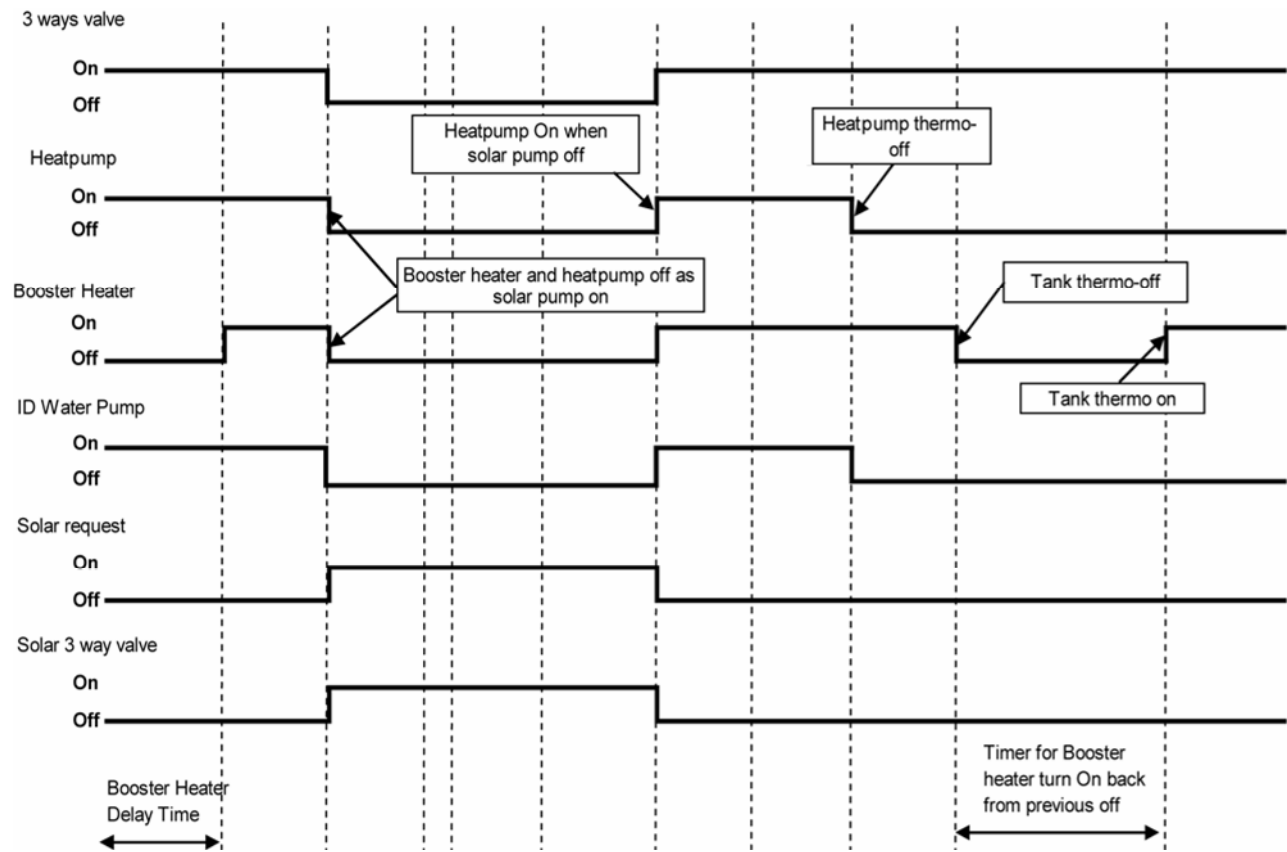 3 ways valve
On
Off
Heatpump On when
solar pump off
Heatpump thermo-
off
Heatpump
On
Off
Booster heater and heatpump off as
solar pump on
Tank thermo-off
Booster Heater
On
Off
Tank thermo on
ID Water Pump
On
Off
Solar request
On
Off
Solar 3 way valve
On
Off
Booster Heater
Delay Time
Timer for Booster
heater turn On back
from previous off